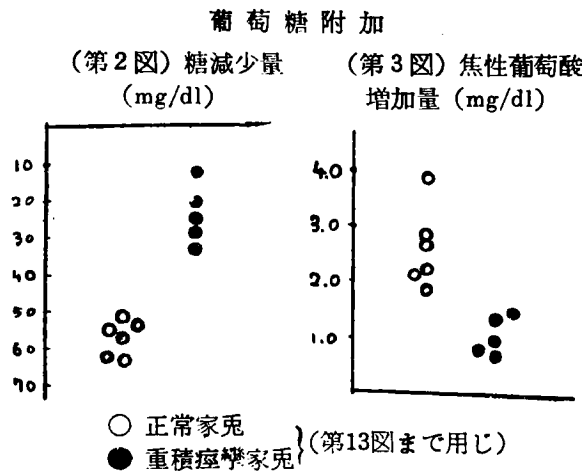 葡萄糖附加
(第2図) 糖減少量
(mg/dl)
(第3図) 焦性葡萄酸
増加量 (mg/dl)
10
20
30
40
50
60
70
4.0
3.0
2.0
1.0
○ 正常家兎
● 重積痙攣家兎
(第13図まで用じ)